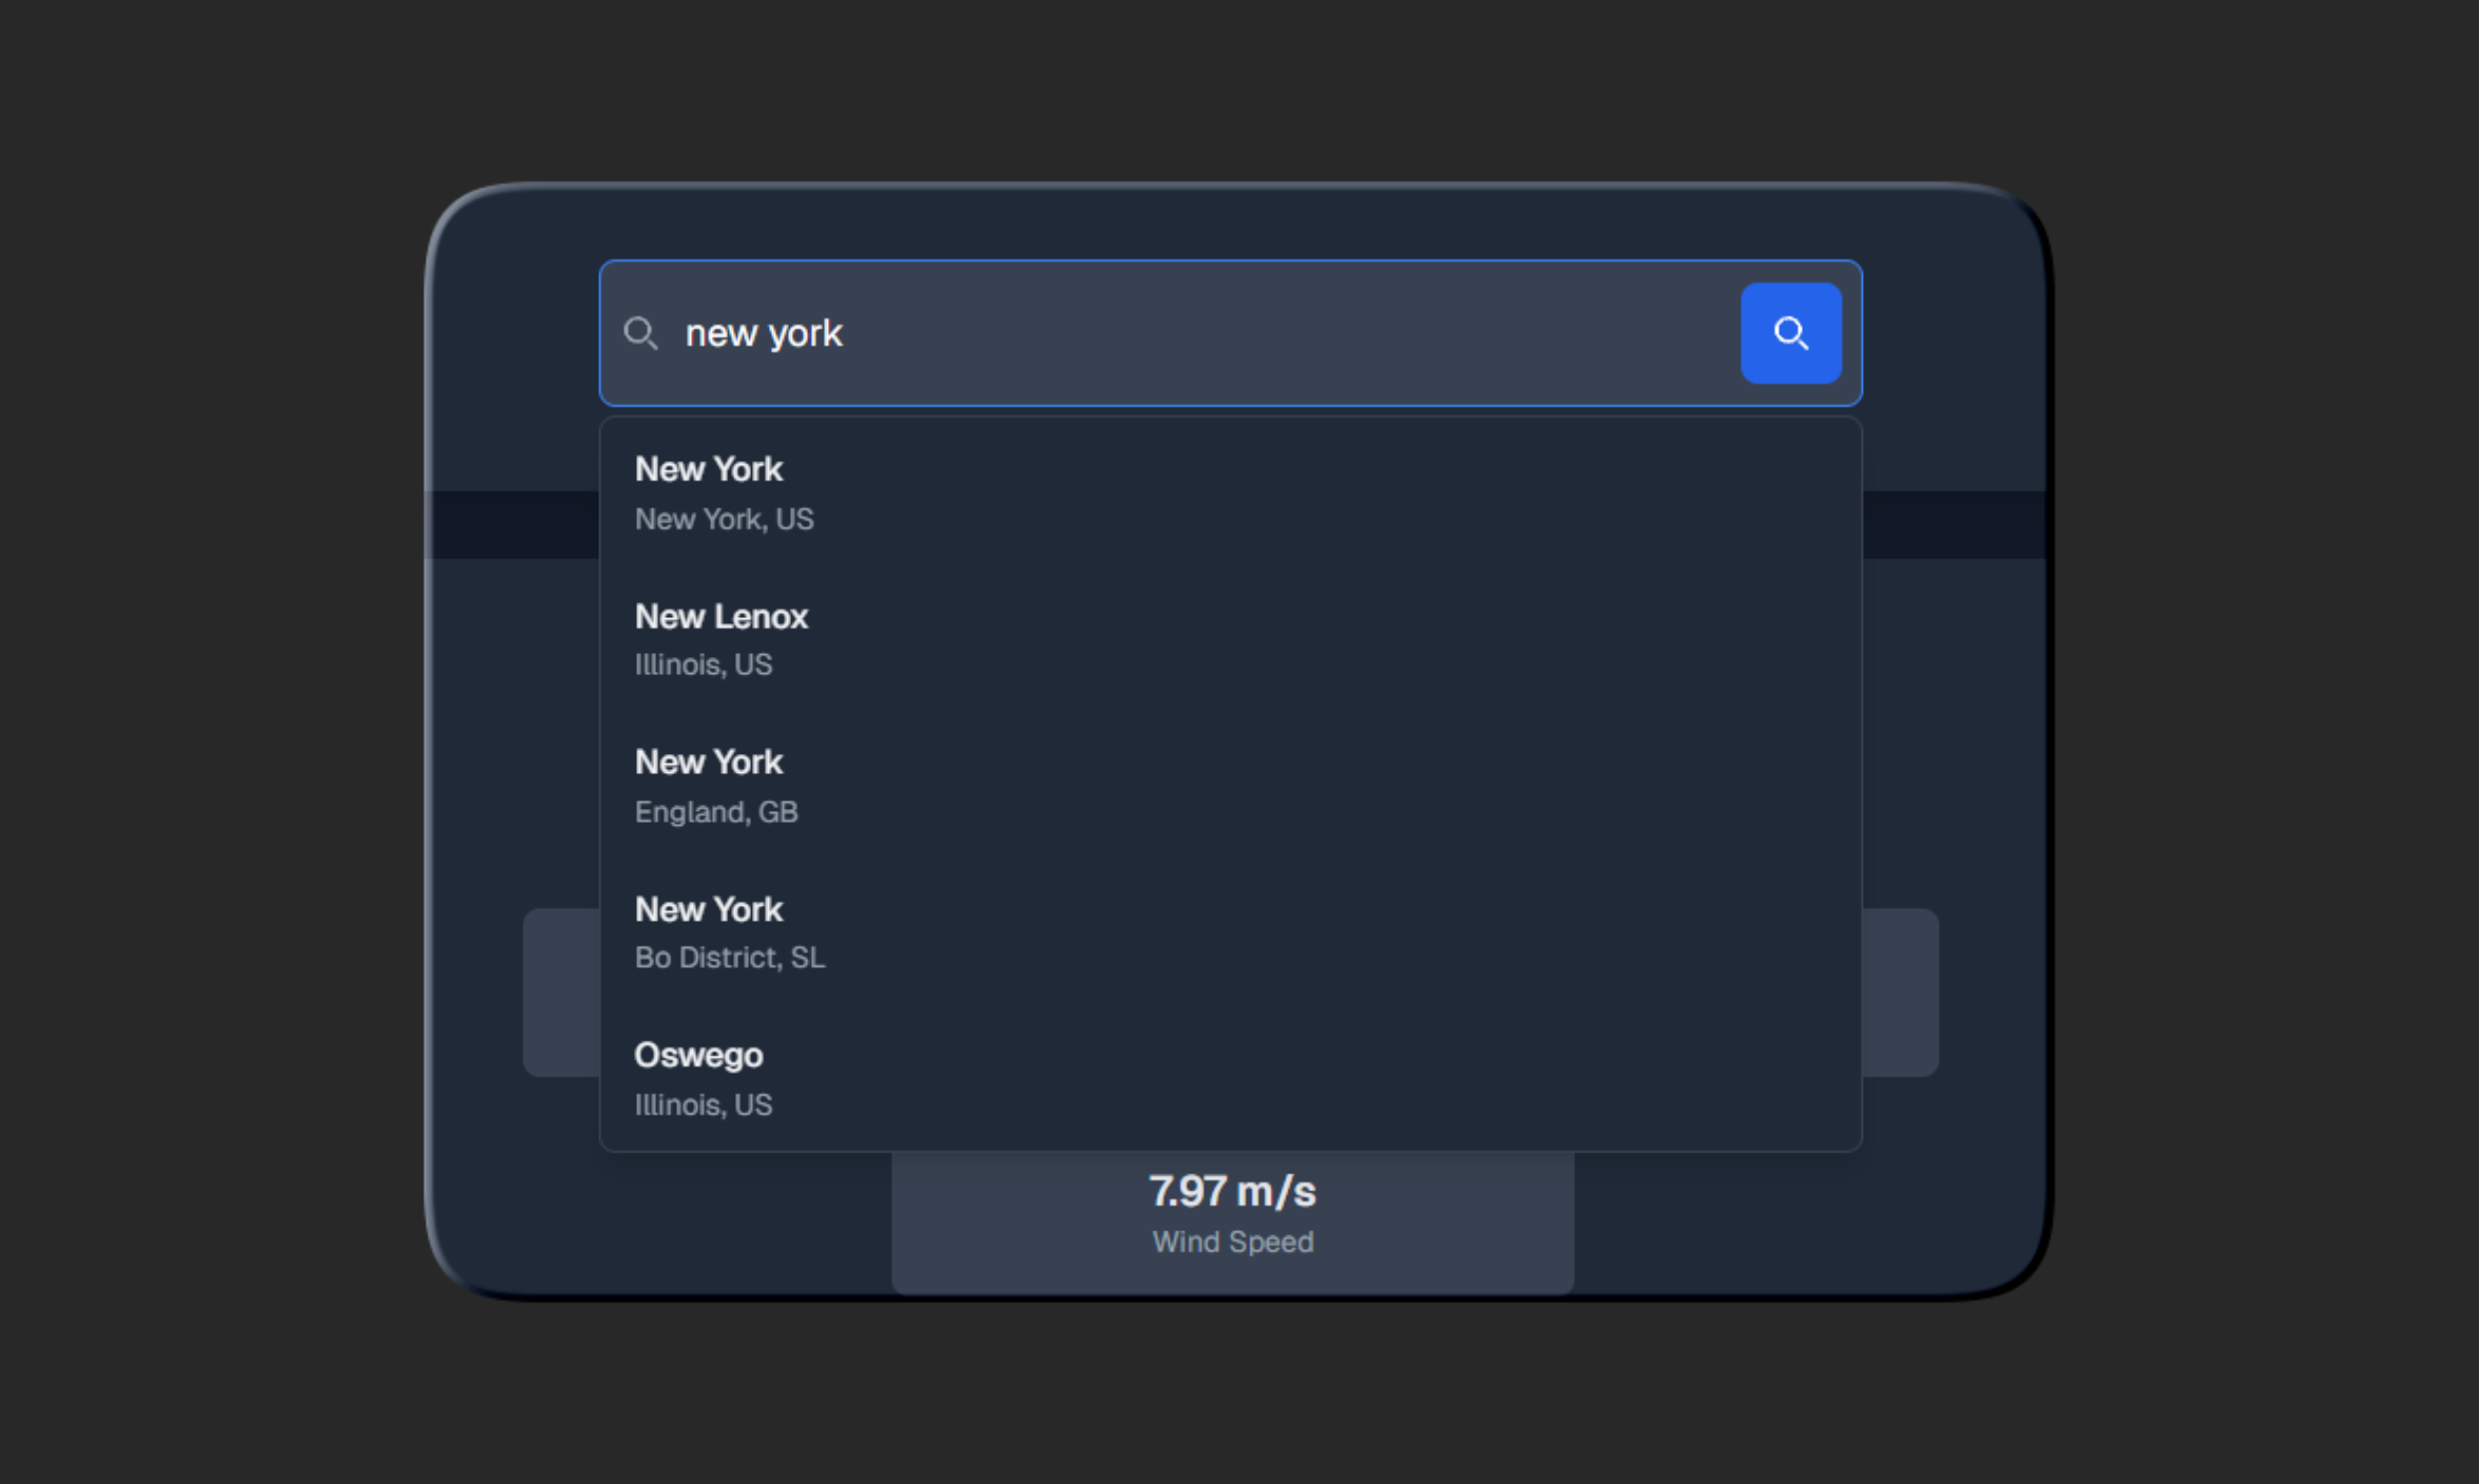 new york
New York
New York, US
New Lenox
Illinois, US
New York
England, GB
New York
Bo District, SL
Oswego
Illinois, US
7.97 m/s
Wind Speed